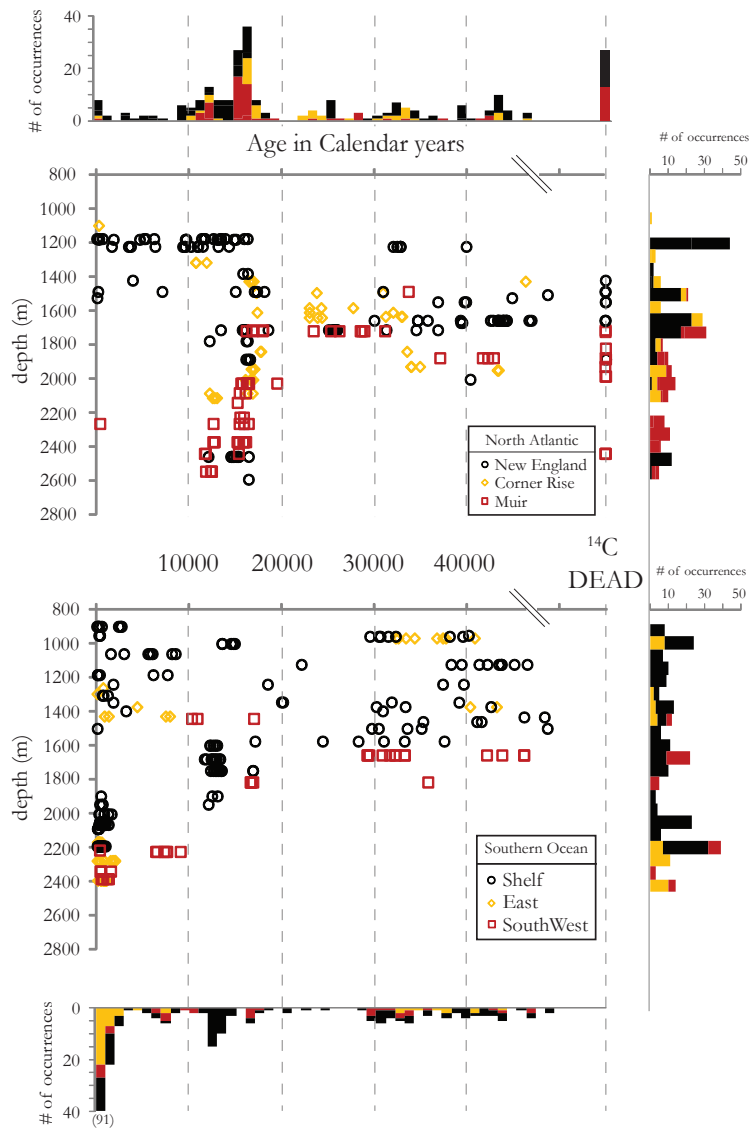 # of occurrences
40
20
0
Age in Calendar years
# of occurrences
10 30 50
depth (m)
800
1000
1200
1400
1600
1800
2000
2200
2400
2600
2800
North Atlantic
New England
Corner Rise
Muir
10000 20000 30000 40000
14C
DEAD
# of occurrences
10 30 50
depth (m)
800
1000
1200
1400
1600
1800
2000
2200
2400
2600
2800
Southern Ocean
Shelf
East
SouthWest
# of occurrences
0
20
40
(91)